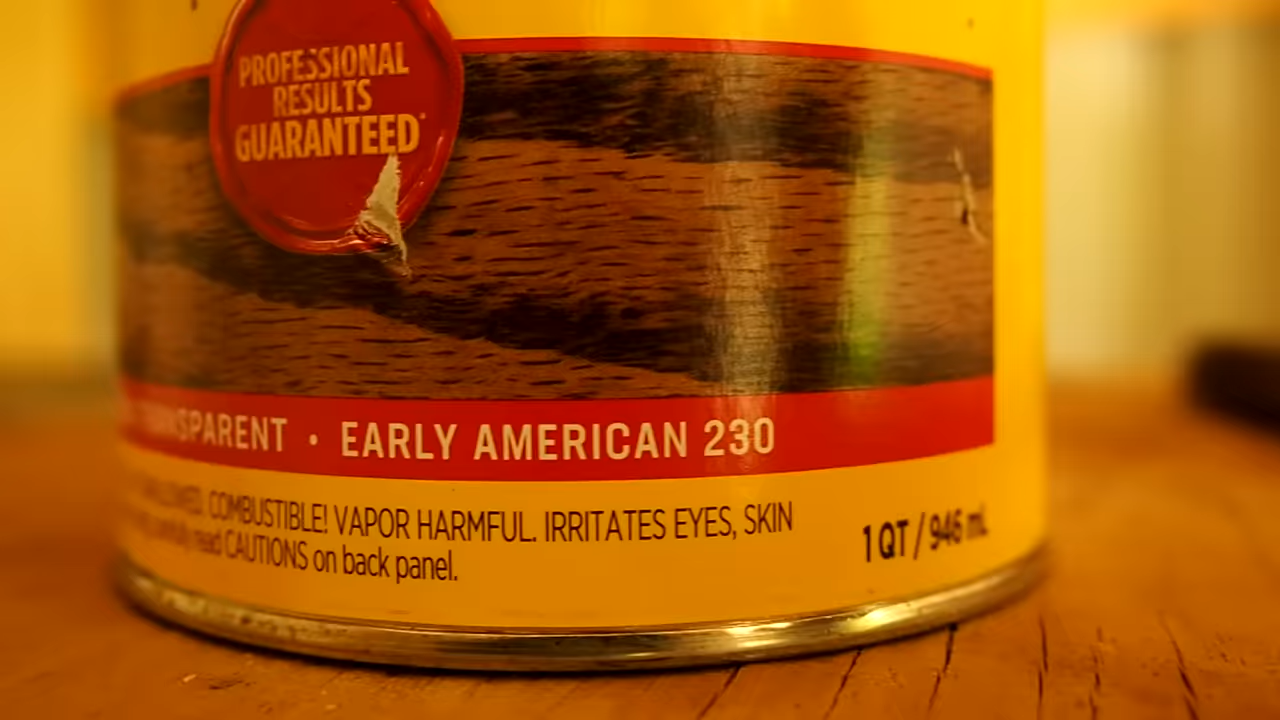 PROFESSIONAL
RESULTS
GUARANTEED*
EARLY AMERICAN 230
COMBUSTIBLE! VAPOR HARMFUL. IRRITATES EYES, SKIN
read CAUTIONS on back panel.
1 QT / 946 mL